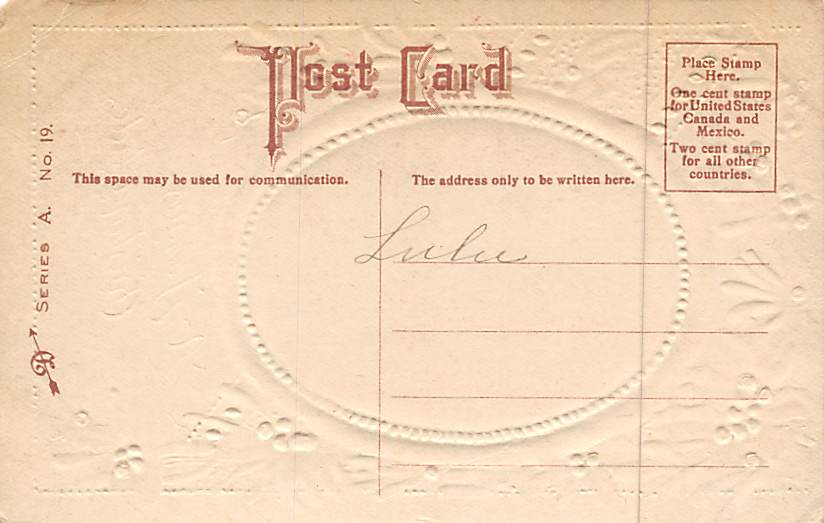 Post Card
Place Stamp
Here.
One cent stamp
for United States
Canada and
Mexico.
Two cent stamp
for all other
countries.
This space may be used for communication.
The address only to be written here.
Lulu
SERIES A. No. 19.